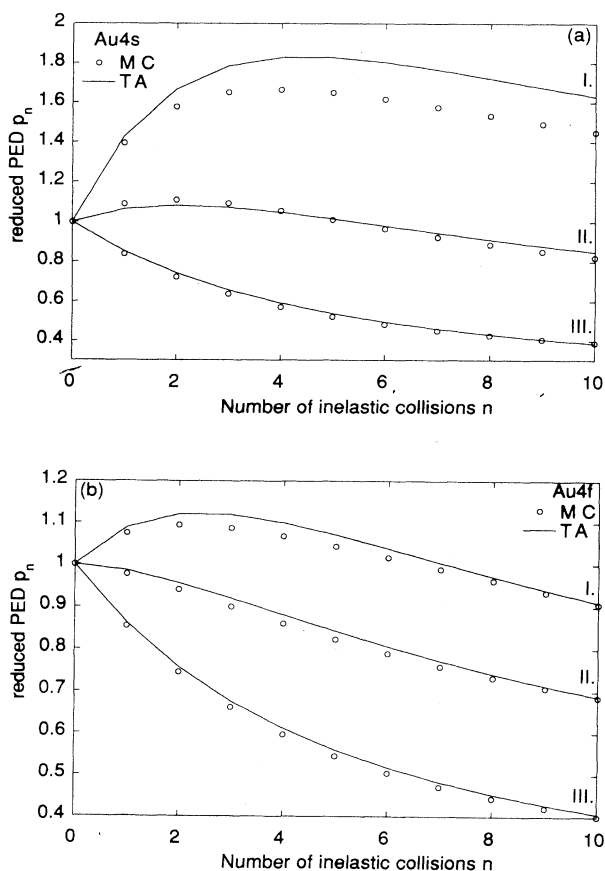 2
(a)
Au4s
○ M C
— TA
I.
1.8
1.6
1.4
1.2
1
II.
0.8
0.6
III.
0.4
reduced PED pn
0 2 4 6 8 10
Number of inelastic collisions n
1.2
(b)
Au4f
○ M C
— TA
1.1
1
I.
0.9
0.8
II.
0.7
0.6
0.5
III.
0.4
reduced PED pn
0 2 4 6 8 10
Number of inelastic collisions n